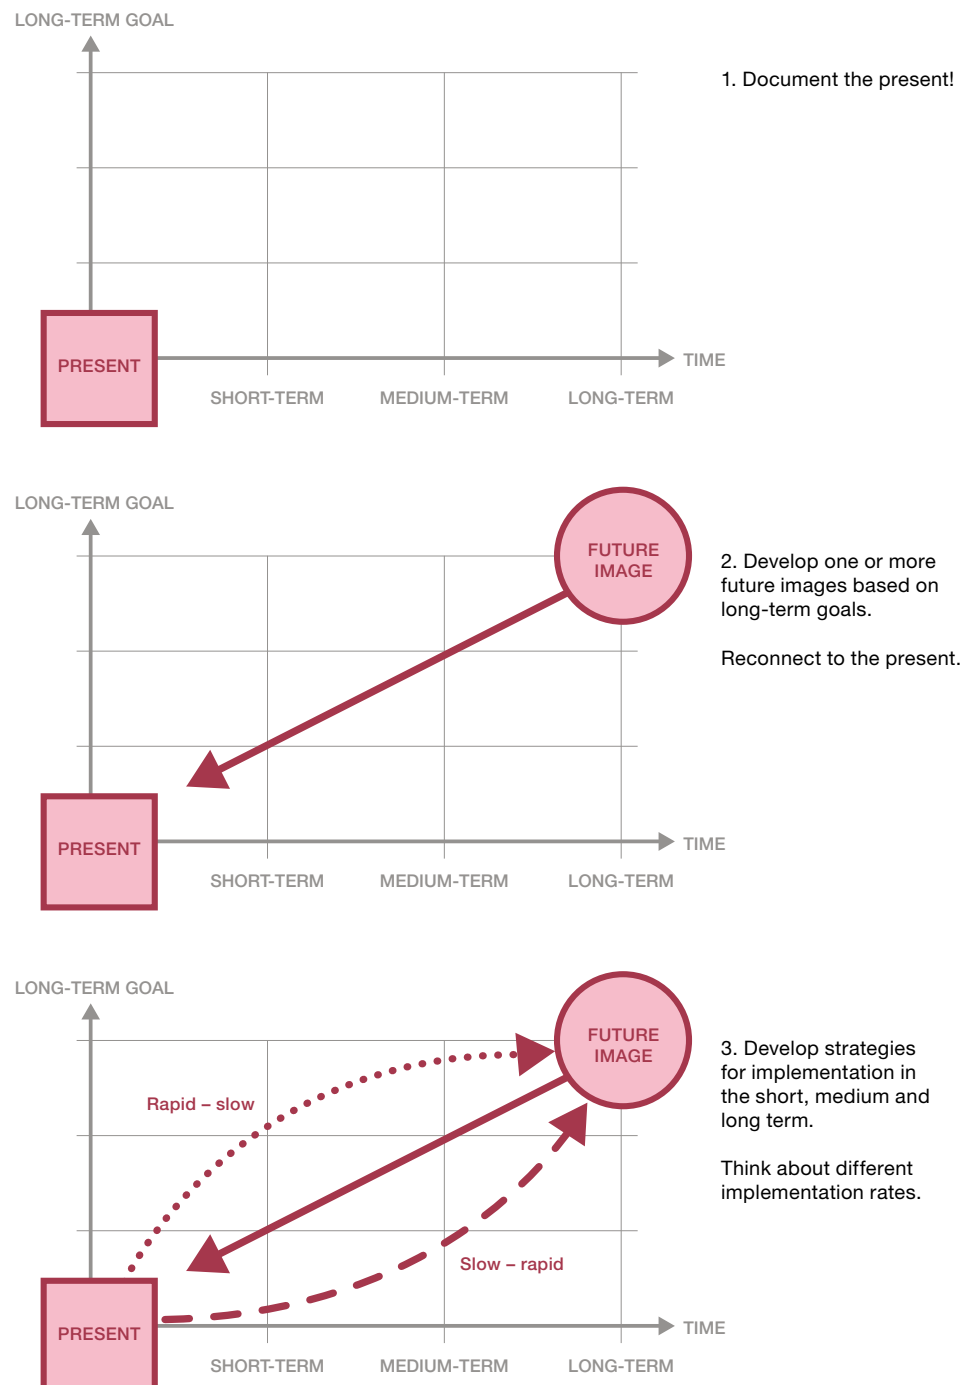 LONG-TERM GOAL
1. Document the present!
PRESENT
TIME
SHORT-TERM
MEDIUM-TERM
LONG-TERM
LONG-TERM GOAL
FUTURE
IMAGE
2. Develop one or more
future images based on
long-term goals.
Reconnect to the present.
PRESENT
TIME
SHORT-TERM
MEDIUM-TERM
LONG-TERM
LONG-TERM GOAL
FUTURE
IMAGE
3. Develop strategies
for implementation in
the short, medium and
long term.
Think about different
implementation rates.
Rapid – slow
Slow – rapid
PRESENT
TIME
SHORT-TERM
MEDIUM-TERM
LONG-TERM